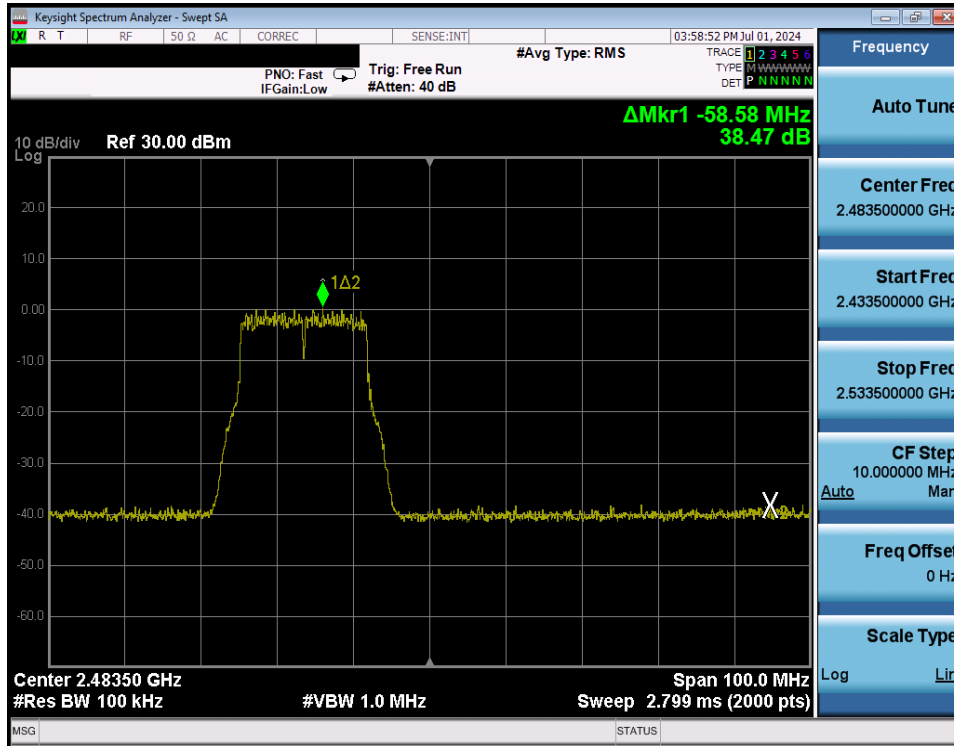 Keysight Spectrum Analyzer - Swept SA
LXI R T RF 50 Ω AC CORREC SENSE:INT 03:58:52 PM Jul 01, 2024
#Avg Type: RMS
TRACE 1 2 3 4 5 6
TYPE M W W W W W
DET P N N N N N
PNO: Fast
IFGain:Low
Trig: Free Run
#Atten: 40 dB
ΔMkr1 -58.58 MHz
38.47 dB
10 dB/div Ref 30.00 dBm
Log
20.0
10.0
0.00
-10.0
-20.0
-30.0
-40.0
-50.0
-60.0
1Δ2
X2
Center 2.48350 GHz
Span 100.0 MHz
#Res BW 100 kHz
#VBW 1.0 MHz
Sweep 2.799 ms (2000 pts)
MSG
STATUS
Frequency
Auto Tune
Center Freq
2.483500000 GHz
Start Freq
2.433500000 GHz
Stop Freq
2.533500000 GHz
CF Step
10.000000 MHz
Auto Man
Freq Offset
0 Hz
Scale Type
Log Lin